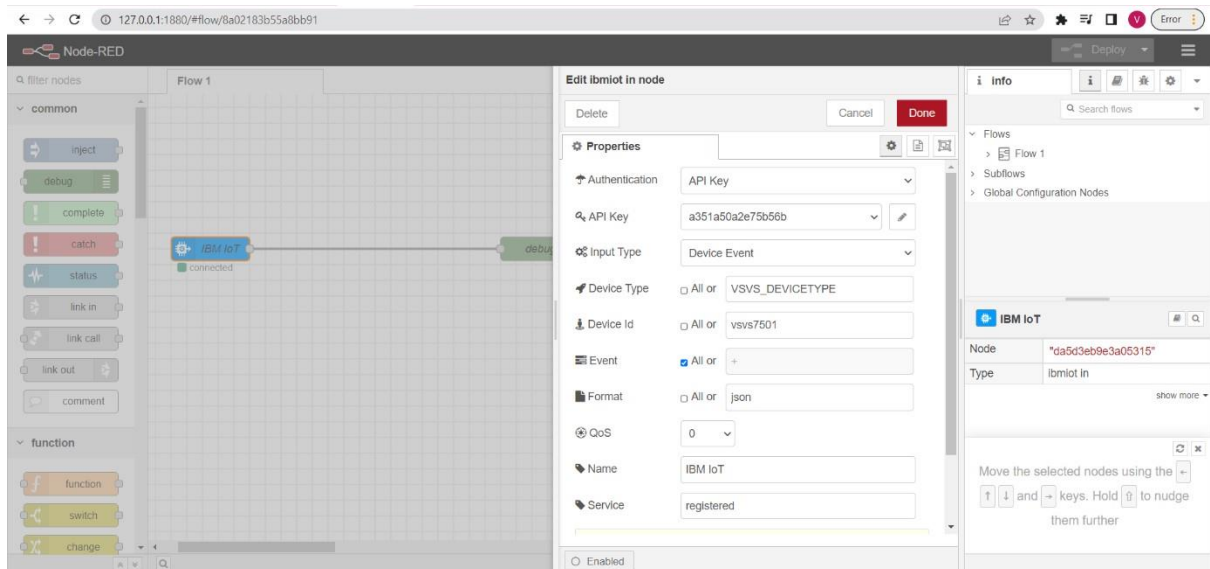 127.0.0.1:1880/#flow/8a02183b55a8bb91
V
Error
Node-RED
Deploy
filter nodes
common
inject
debug
complete
catch
status
link in
link call
link out
comment
function
function
switch
change
Flow 1
IBM IoT
connected
debug
Edit ibmiot in node
Delete
Cancel
Done
Properties
Authentication
API Key
API Key
a351a50a2e75b56b
Input Type
Device Event
Device Type
All or
VSVS_DEVICETYPE
Device Id
All or
vsvs7501
Event
All or
+
Format
All or
json
QoS
0
Name
IBM IoT
Service
registered
Enabled
i info
i
Search flows
Flows
Flow 1
Subflows
Global Configuration Nodes
IBM IoT
Node
"da5d3eb9e3a05315"
Type
ibmiot in
show more
Move the selected nodes using the ←
↑ ↓ and → keys. Hold ⇧ to nudge
them further